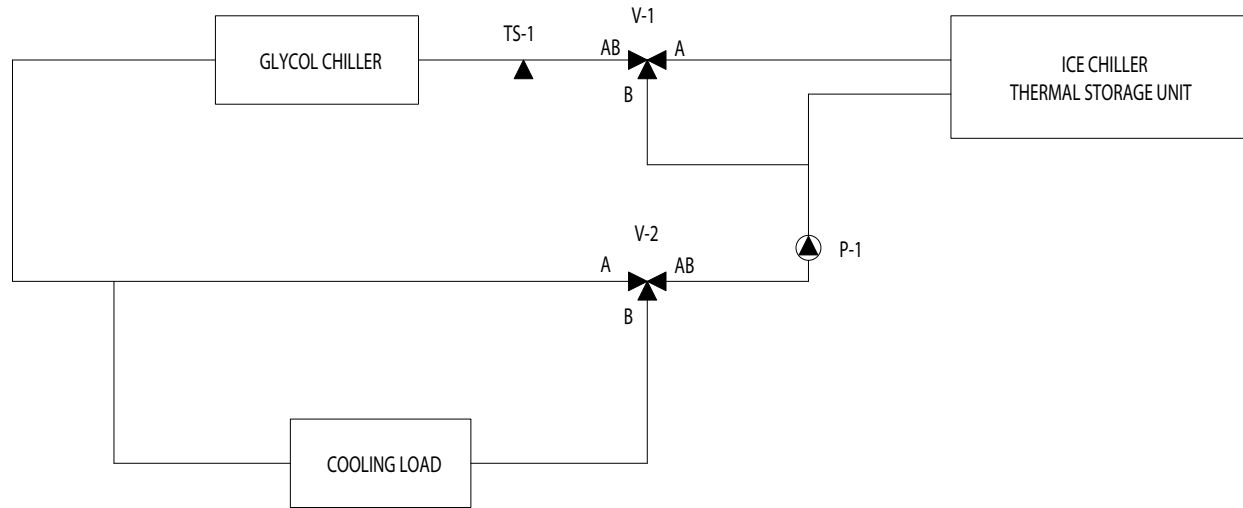 V-1
TS-1
AB
A
GLYCOL CHILLER
ICE CHILLER
THERMAL STORAGE UNIT
B
V-2
P-1
A
AB
B
COOLING LOAD